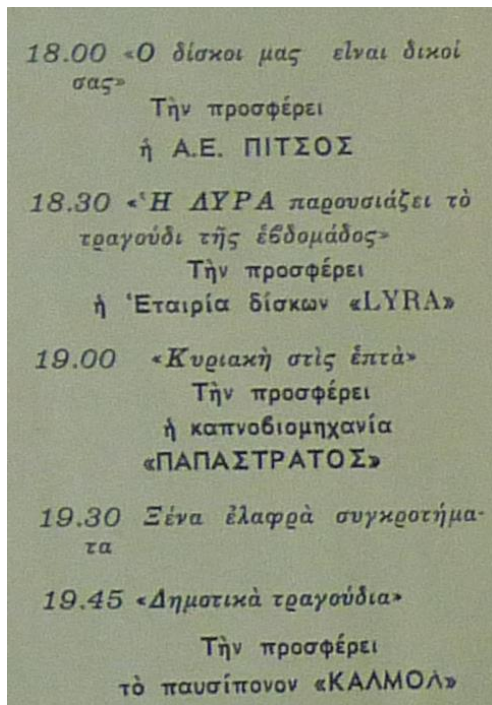 18.00 «Ο δίσκοι μας εἶναι δικοί
σας»
Τὴν προσφέρει
ἡ Α.Ε. ΠΙΤΣΟΣ
18.30 «Ἡ ΛΥΡΑ παρουσιάζει τὸ
τραγούδι τῆς ἑβδομάδος»
Τὴν προσφέρει
ἡ Ἑταιρία δίσκων «LYRA»
19.00 «Κυριακὴ στὶς ἑπτὰ»
Τὴν προσφέρει
ἡ καπνοβιομηχανία
«ΠΑΠΑΣΤΡΑΤΟΣ»
19.30 Ξένα ἐλαφρὰ συγκροτήμα-
τα
19.45 «Δημοτικὰ τραγούδια»
Τὴν προσφέρει
τὸ παυσίπονον «ΚΑΛΜΟΛ»